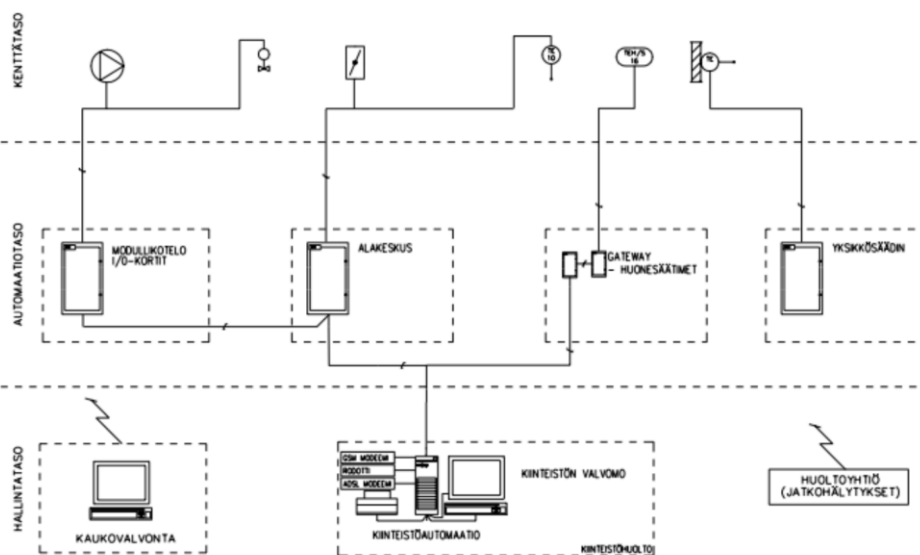 KENTTÄTASO
TE
10
TEH/S
16
TE
AUTOMAATIOTASO
MODULLIKOTELO
I/O-KORTIT
ALAKESKUS
GATEWAY
- HUONESÄÄTIMET
YKSIKKÖSÄÄDIN
HALLINTATASO
KAUKOVALVONTA
GSM MODEEMI
RODOTTI
ADSL MODEEMI
KIINTEISTÖN VALVOMO
KIINTEISTÖAUTOMAATIO
KIINTEISTÖHUOLTO
HUOLTOYHTIÖ
(JATKOHÄLYTYKSET)